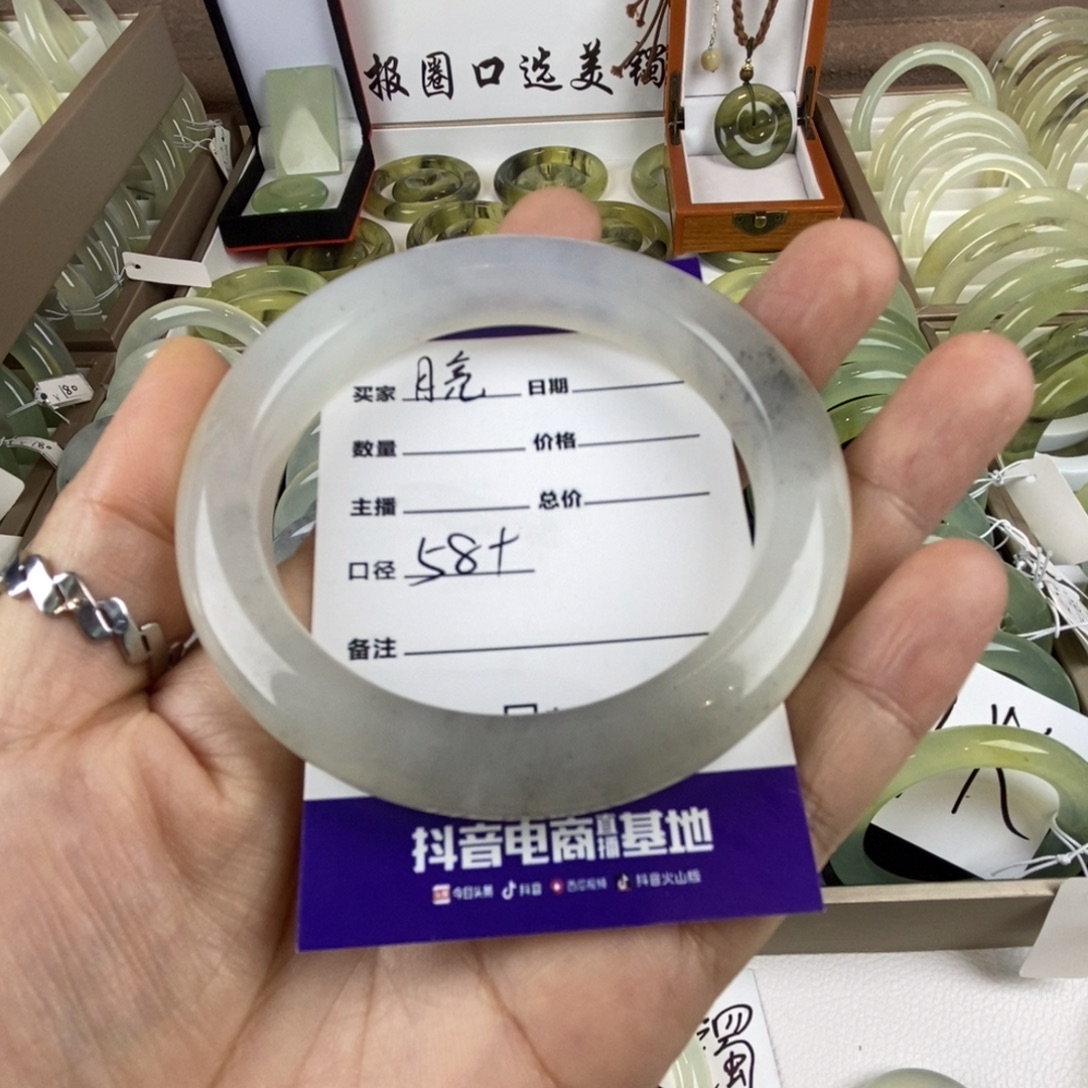 报圈口选美镯
买家 月亮 日期
数量 价格
主播 总价
口径 58+
备注
抖音电商直播基地
今日头条 抖音 西瓜视频 抖音火山版